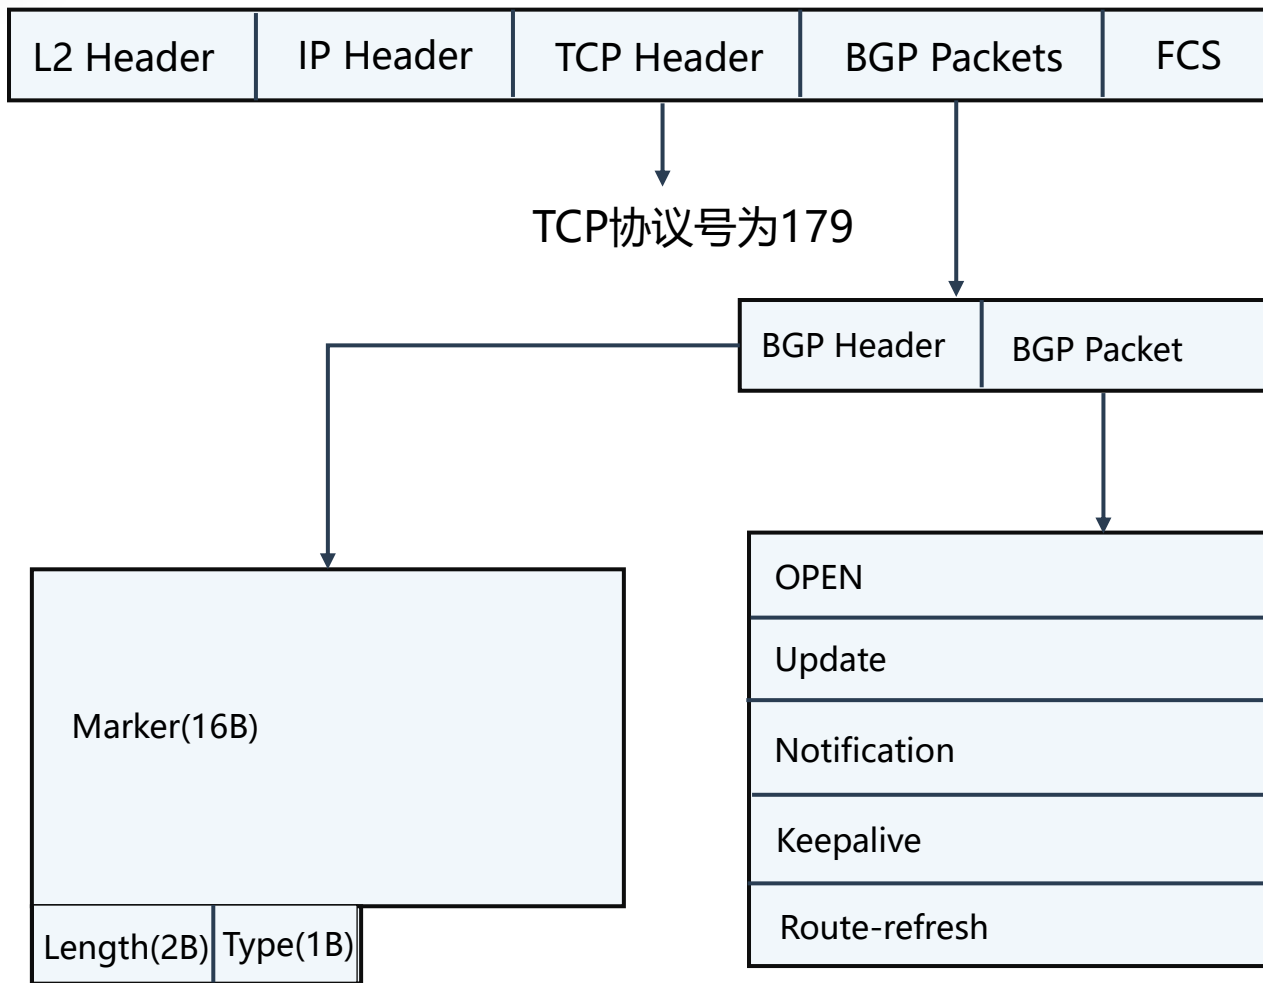 L2 Header
IP Header
TCP Header
BGP Packets
FCS
TCP协议号为179
BGP Header
BGP Packet
Marker(16B)
Length(2B)
Type(1B)
OPEN
Update
Notification
Keepalive
Route-refresh